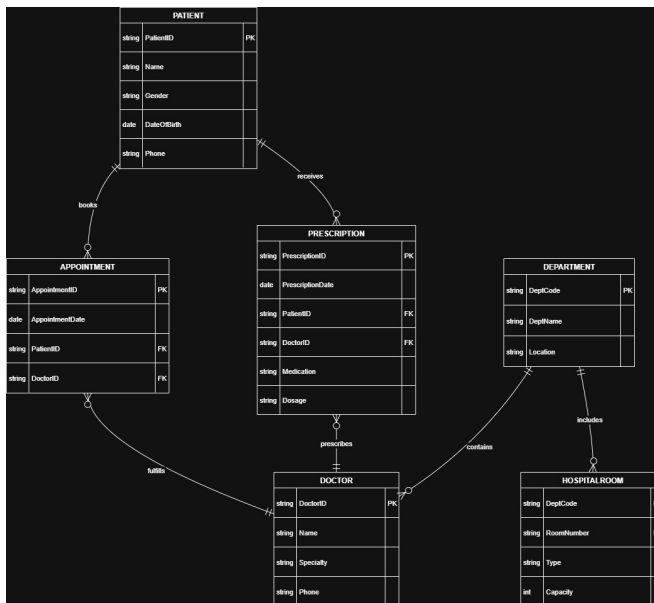 PATIENT
string PatientID PK
string Name
string Gender
date DateOfBirth
string Phone
receives
books
PRESCRIPTION
string PrescriptionID PK
date PrescriptionDate
string PatientID FK
string DoctorID FK
string Medication
string Dosage
APPOINTMENT
string AppointmentID PK
date AppointmentDate
string PatientID FK
string DoctorID FK
DEPARTMENT
string DeptCode PK
string DeptName
string Location
includes
prescribes
contains
fulfills
DOCTOR
string DoctorID PK
string Name
string Specialty
string Phone
HOSPITALROOM
string DeptCode
string RoomNumber
string Type
int Capacity